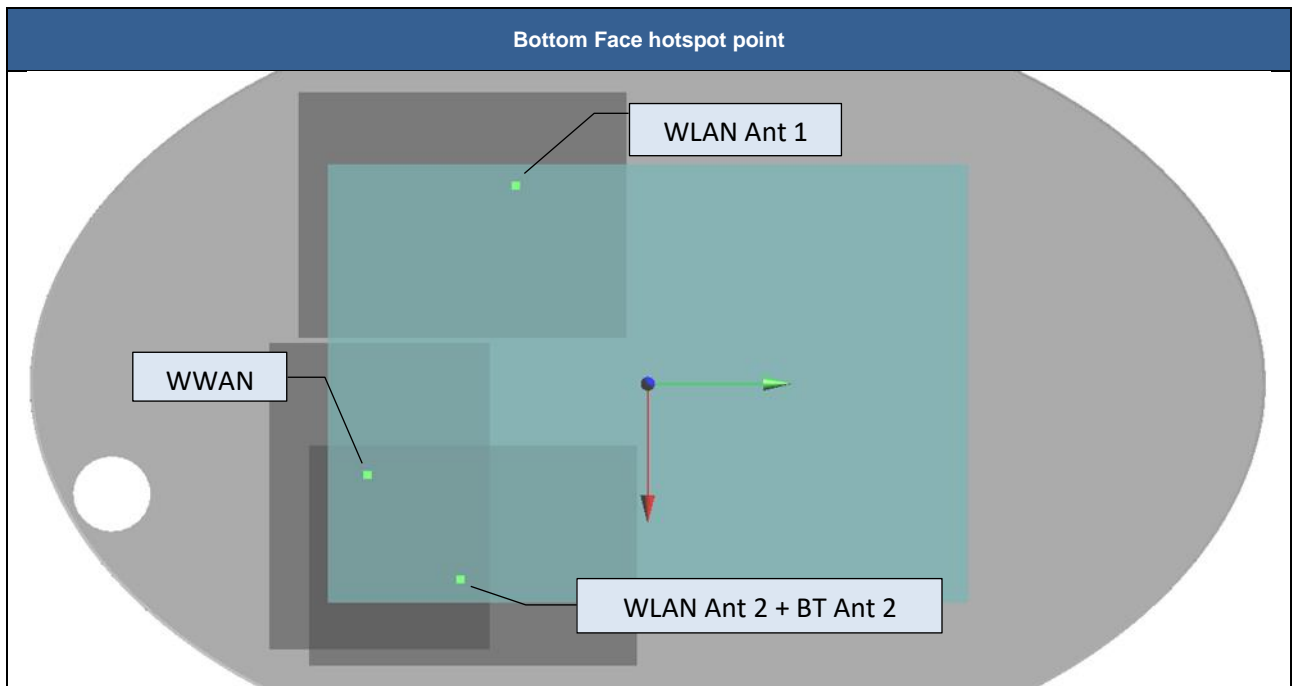 Bottom Face hotspot point
WLAN Ant 1
WWAN
WLAN Ant 2 + BT Ant 2